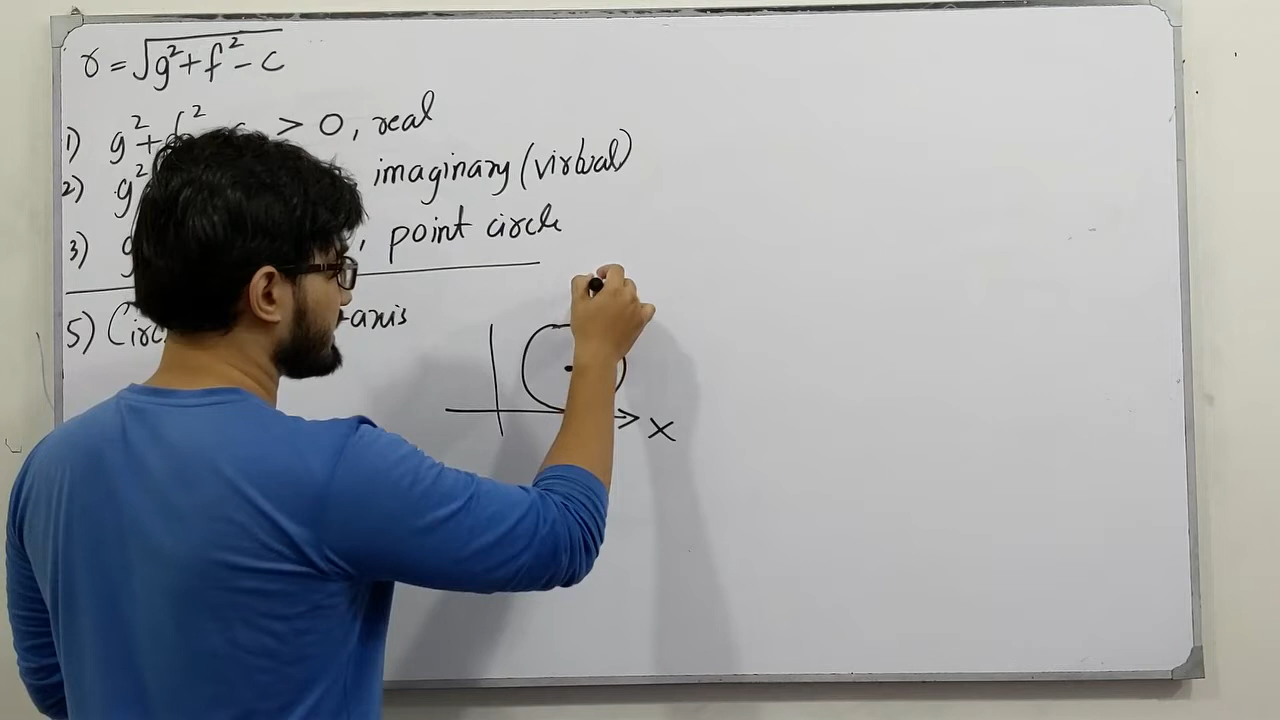 r = √g²+f²-c
1) g²+f² > 0, real
2) g² imaginary (virtual)
3) g , point circle
5) Circ -axis
X